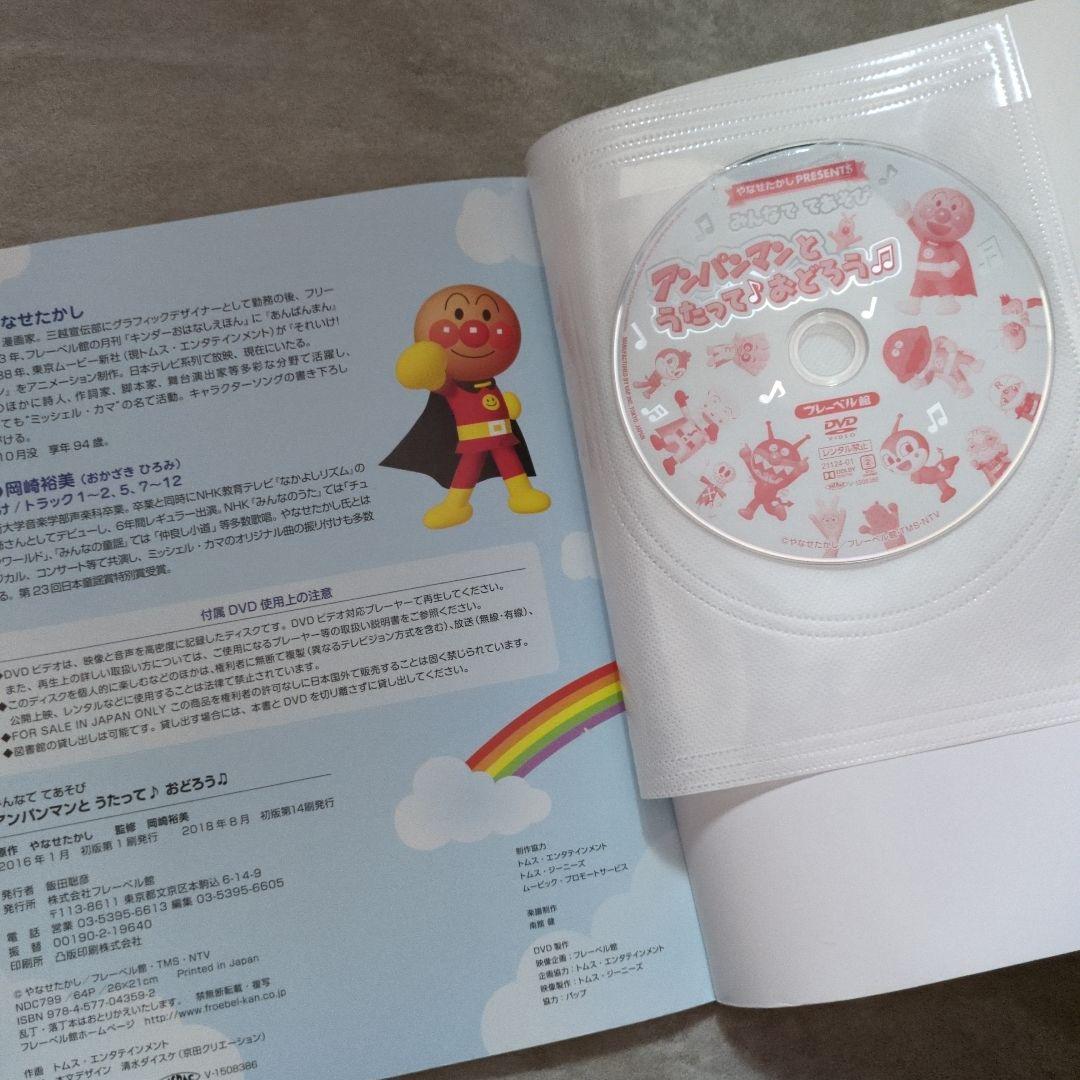 なせたかし
漫画家。三越宣伝部にグラフィックデザイナーとして勤務の後、フリー
3年、フレーベル館の月刊「キンダーおはなしえほん」に『あんぱんまん』
88年、東京ムービー新社（現トムス・エンタテインメント）が「それいけ!
ン」をアニメーション制作。日本テレビ系列で放映、現在にいたる。
のほかに詩人、作詞家、脚本家、舞台演出家等多彩な分野で活躍し、
ても"ミッシェル・カマ"の名で活動。キャラクターソングの書き下ろし
ける。
10月没 享年94歳。
岡崎裕美（おかざき ひろみ）
け/トラック1〜2、5、7〜12
大学音楽学部声楽科卒業。卒業と同時にNHK教育テレビ「なかよしリズム」の
姉さんとしてデビューし、6年間レギュラー出演。NHK「みんなのうた」では「チュ
ワールド」、「みんなの童謡」では「仲良し小道」等多数歌唱。やなせたかし氏とは
ジカル、コンサート等で共演し、ミッシェル・カマのオリジナル曲の振り付けも多数
る。第23回日本童謡賞特別賞受賞。
付属DVD使用上の注意
◆DVDビデオは、映像と音声を高密度に記録したディスクです。DVDビデオ対応プレーヤーで再生してください。
また、再生上の詳しい取扱い方については、ご使用になるプレーヤー等の取扱い説明書をご参照ください。
◆このディスクを個人的に楽しむなどのほかは、権利者に無断で複製（異なるテレビジョン方式を含む）、放送（無線・有線）、
公開上映、レンタルなどに使用することは法律で禁止されています。
◆FOR SALE IN JAPAN ONLY この商品を権利者の許可なしに日本国外で販売することは固く禁じられています。
◆図書館の貸し出しは可能です。貸し出す場合には、本書とDVDを切り離さずに貸し出してください。
んなで てあそび
アンパンマンと うたって♪ おどろう♫
原作 やなせたかし 監修 岡崎裕美
2016年1月 初版第1刷発行 2018年8月 初版第14刷発行
発行者 飯田聡彦
発行所 株式会社フレーベル館
〒113-8611 東京都文京区本駒込6-14-9
電話 営業 03-5395-6613 編集 03-5395-6605
振替 00190-2-19640
印刷所 凸版印刷株式会社
©やなせたかし/フレーベル館・TMS・NTV
NDC799 /64P /26×21cm Printed in Japan
ISBN 978-4-577-04359-2 禁無断転載・複写
乱丁・落丁本はおとりかえいたします。
フレーベル館ホームページ http://www.froebel-kan.co.jp
作画 トムス・エンタテインメント
本文デザイン 清水ダイスケ（京田クリエーション）
V-1508386
制作協力
トムス・エンタテインメント
トムス・ジーニーズ
ムービック・プロモートサービス
楽譜制作
南館 健
DVD製作
映像企画：フレーベル館
企画協力：トムス・エンタテインメント
映像製作：トムス・ジーニーズ
協力：バップ
やなせたかしPRESENTS
みんなで てあそび
アンパンマンと
うたって♪おどろう♫
フレーベル館
DVD
VIDEO
レンタル禁止
23124-01
DOLBY
2
V-1508386
©やなせたかし/フレーベル館・TMS・NTV